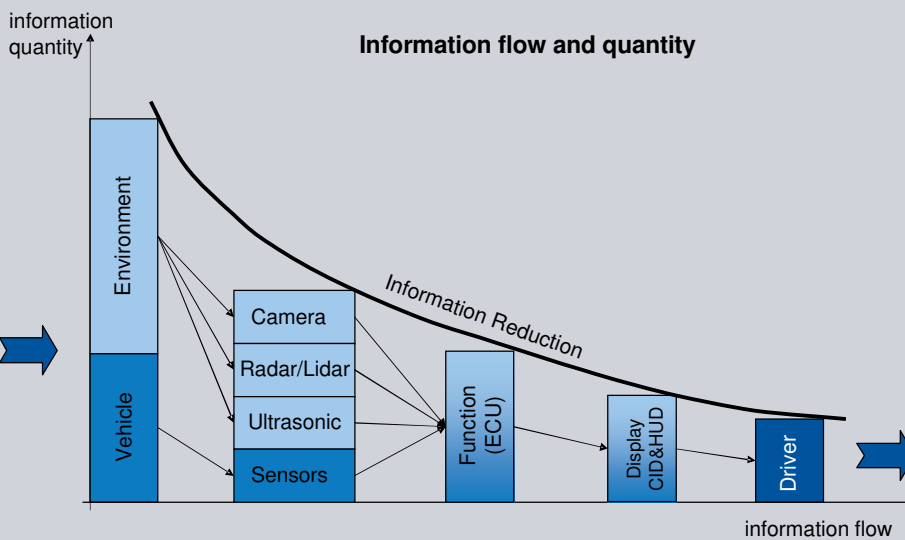 information
quantity
Information flow and quantity
Environment
Vehicle
Camera
Radar/Lidar
Ultrasonic
Sensors
Information Reduction
Function
(ECU)
Display
CID&HUD
Driver
information flow